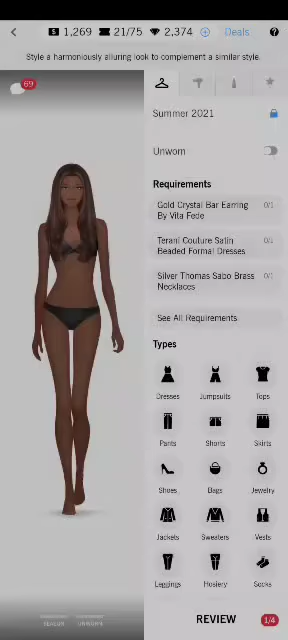 $ 1,269 21/75 2,374 Deals ?
Style a harmoniously alluring look to complement a similar style.
69
Summer 2021
Unworn
Requirements
Gold Crystal Bar Earring 0/1
By Vita Fede
Terani Couture Satin 0/1
Beaded Formal Dresses
Silver Thomas Sabo Brass 0/1
Necklaces
See All Requirements
Types
Dresses Jumpsuits Tops
Pants Shorts Skirts
Shoes Bags Jewelry
Jackets Sweaters Vests
Leggings Hosiery Socks
SEASON UNWORN
REVIEW 1/4